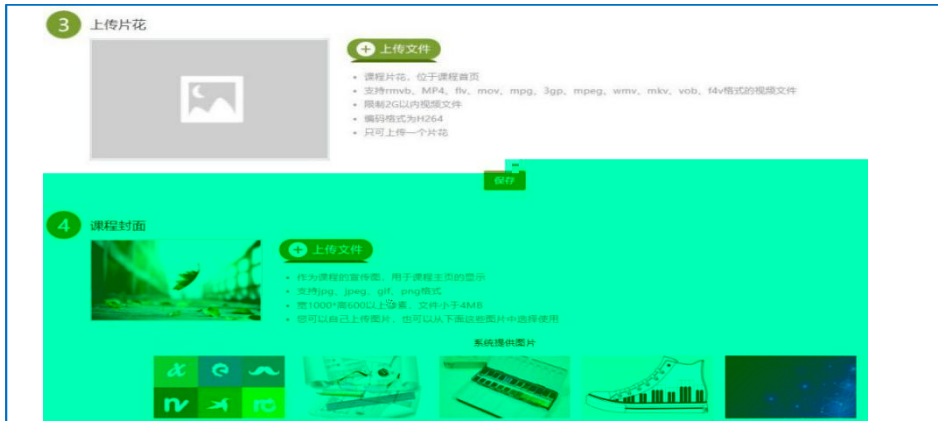 3 上传片花
上传文件
• 课程片花，位于课程首页
• 支持rmvb、MP4、flv、mov、mpg、3gp、mpeg、wmv、mkv、vob、f4v格式的视频文件
• 限制2G以内视频文件
• 编码格式为H264
• 只可上传一个片花
保存
4 课程封面
上传文件
• 作为课程的宣传图，用于课程主页的显示
• 支持jpg、jpeg、gif、png格式
• 宽1000*高600以上像素，文件小于4MB
• 您可以自己上传图片，也可以从下面这些图片中选择使用
系统提供图片